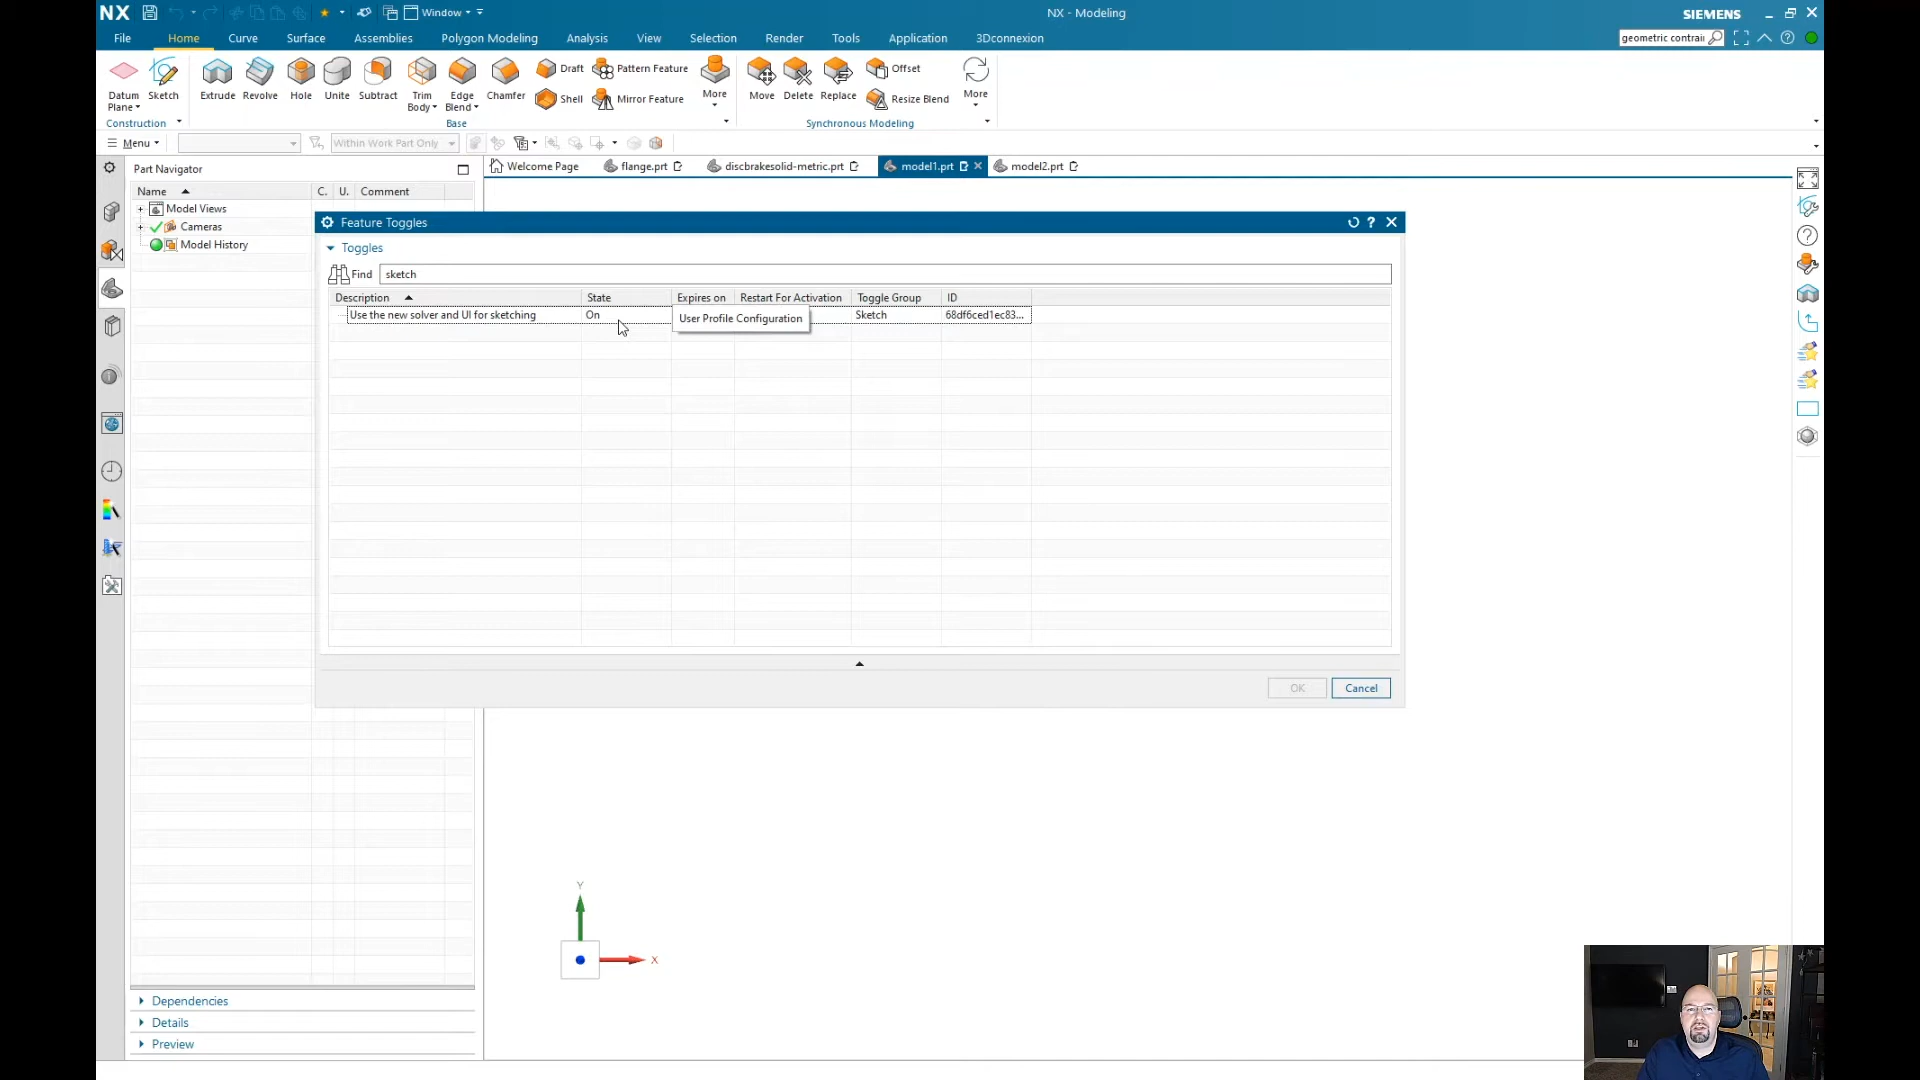 NX
Window
NX - Modeling
SIEMENS
File
Home
Curve
Surface
Assemblies
Polygon Modeling
Analysis
View
Selection
Render
Tools
Application
3Dconnexion
geometric contrai
Datum Plane
Sketch
Extrude
Revolve
Hole
Unite
Subtract
Trim Body
Edge Blend
Chamfer
Draft
Shell
Pattern Feature
Mirror Feature
More
Move
Delete
Replace
Offset
Resize Blend
More
Construction
Base
Synchronous Modeling
Menu
Within Work Part Only
Part Navigator
Welcome Page
flange.prt
discbrakesolid-metric.prt
model1.prt
model2.prt
Name
C.
U.
Comment
Model Views
Cameras
Model History
Feature Toggles
Toggles
Find
sketch
Description
State
Expires on
Restart For Activation
Toggle Group
ID
Use the new solver and UI for sketching
On
User Profile Configuration
Sketch
68df6ced1ec83...
OK
Cancel
Y
X
Dependencies
Details
Preview